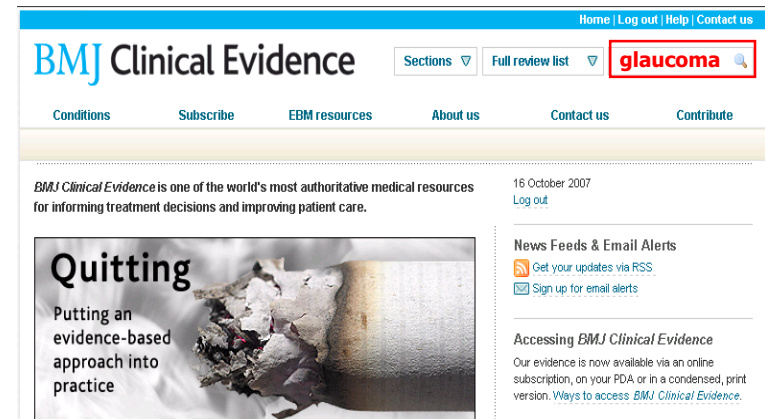 Home | Log out | Help | Contact us
BMJ Clinical Evidence
Sections
Full review list
glaucoma
Conditions
Subscribe
EBM resources
About us
Contact us
Contribute
BMJ Clinical Evidence is one of the world's most authoritative medical resources
for informing treatment decisions and improving patient care.
Quitting
Putting an
evidence-based
approach into
practice
16 October 2007
Log out
News Feeds & Email Alerts
Get your updates via RSS
Sign up for email alerts
Accessing BMJ Clinical Evidence
Our evidence is now available via an online
subscription, on your PDA or in a condensed, print
version. Ways to access BMJ Clinical Evidence.